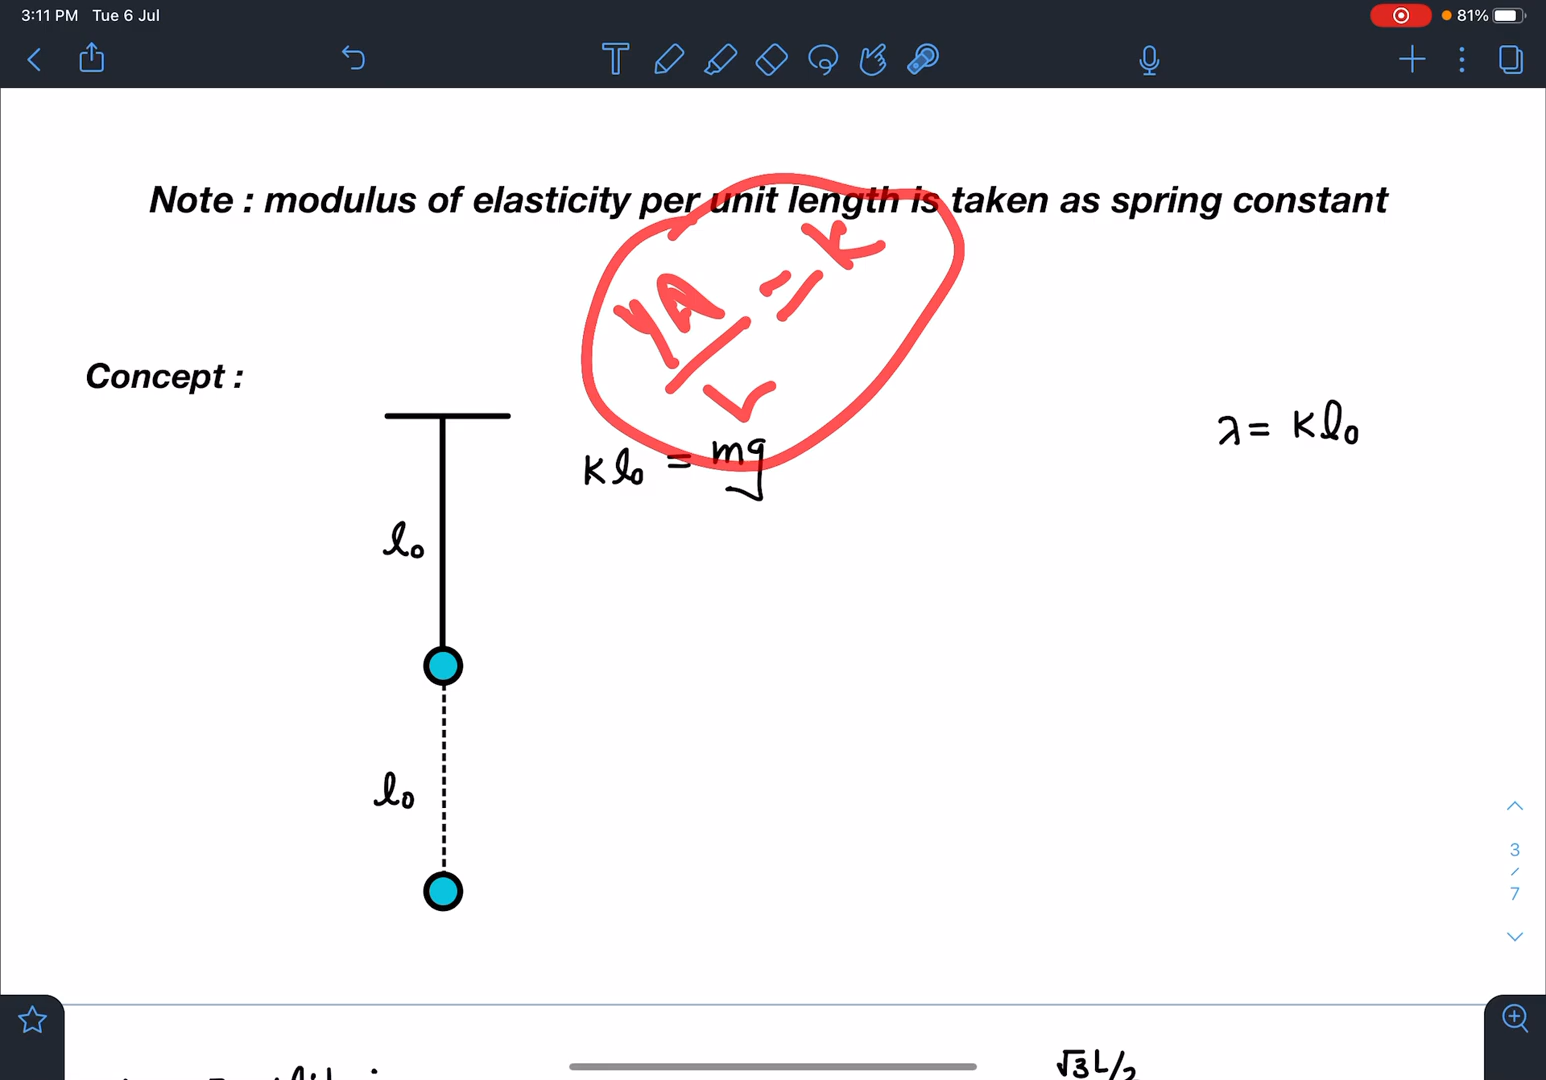 3:11 PM Tue 6 Jul
81%
Note : modulus of elasticity per unit length is taken as spring constant
YA/L = K
Concept :
λ = Kl₀
Kl₀ = mg
l₀
l₀
3
/
7
√3L/2